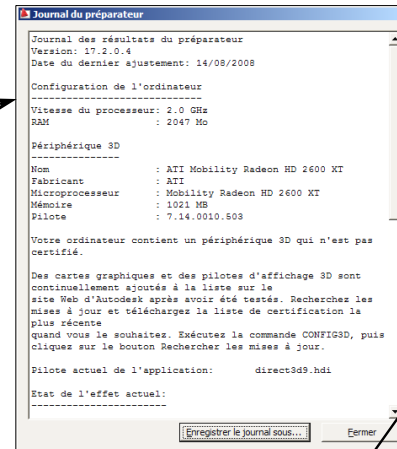 Journal du préparateur
Journal des résultats du préparateur
Version: 17.2.0.4
Date du dernier ajustement: 14/08/2008
Configuration de l'ordinateur
-----------------------------
Vitesse du processeur: 2.0 GHz
RAM : 2047 Mo
Périphérique 3D
---------------
Nom : ATI Mobility Radeon HD 2600 XT
Fabricant : ATI
Microprocesseur : Mobility Radeon HD 2600 XT
Mémoire : 1021 MB
Pilote : 7.14.0010.503
Votre ordinateur contient un périphérique 3D qui n'est pas
certifié.
Des cartes graphiques et des pilotes d'affichage 3D sont
continuellement ajoutés à la liste sur le
site Web d'Autodesk après avoir été testés. Recherchez les
mises à jour et téléchargez la liste de certification la
plus récente
quand vous le souhaitez. Exécutez la commande CONFIG3D, puis
cliquez sur le bouton Rechercher les mises à jour.
Pilote actuel de l'application: direct3d9.hdi
Etat de l'effet actuel:
-----------------------
Enregistrer le journal sous... Fermer